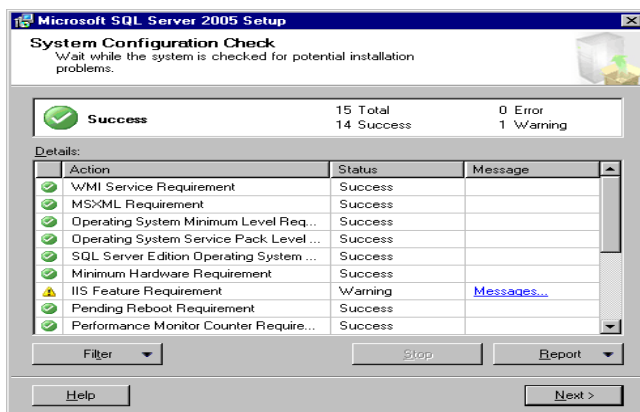 Microsoft SQL Server 2005 Setup
System Configuration Check
Wait while the system is checked for potential installation
problems.
Success
15 Total
0 Error
14 Success
1 Warning
Details:
Action Status Message
WMI Service Requirement Success
MSXML Requirement Success
Operating System Minimum Level Req... Success
Operating System Service Pack Level ... Success
SQL Server Edition Operating System ... Success
Minimum Hardware Requirement Success
IIS Feature Requirement Warning Messages...
Pending Reboot Requirement Success
Performance Monitor Counter Require... Success
Filter Stop Report
Help Next >